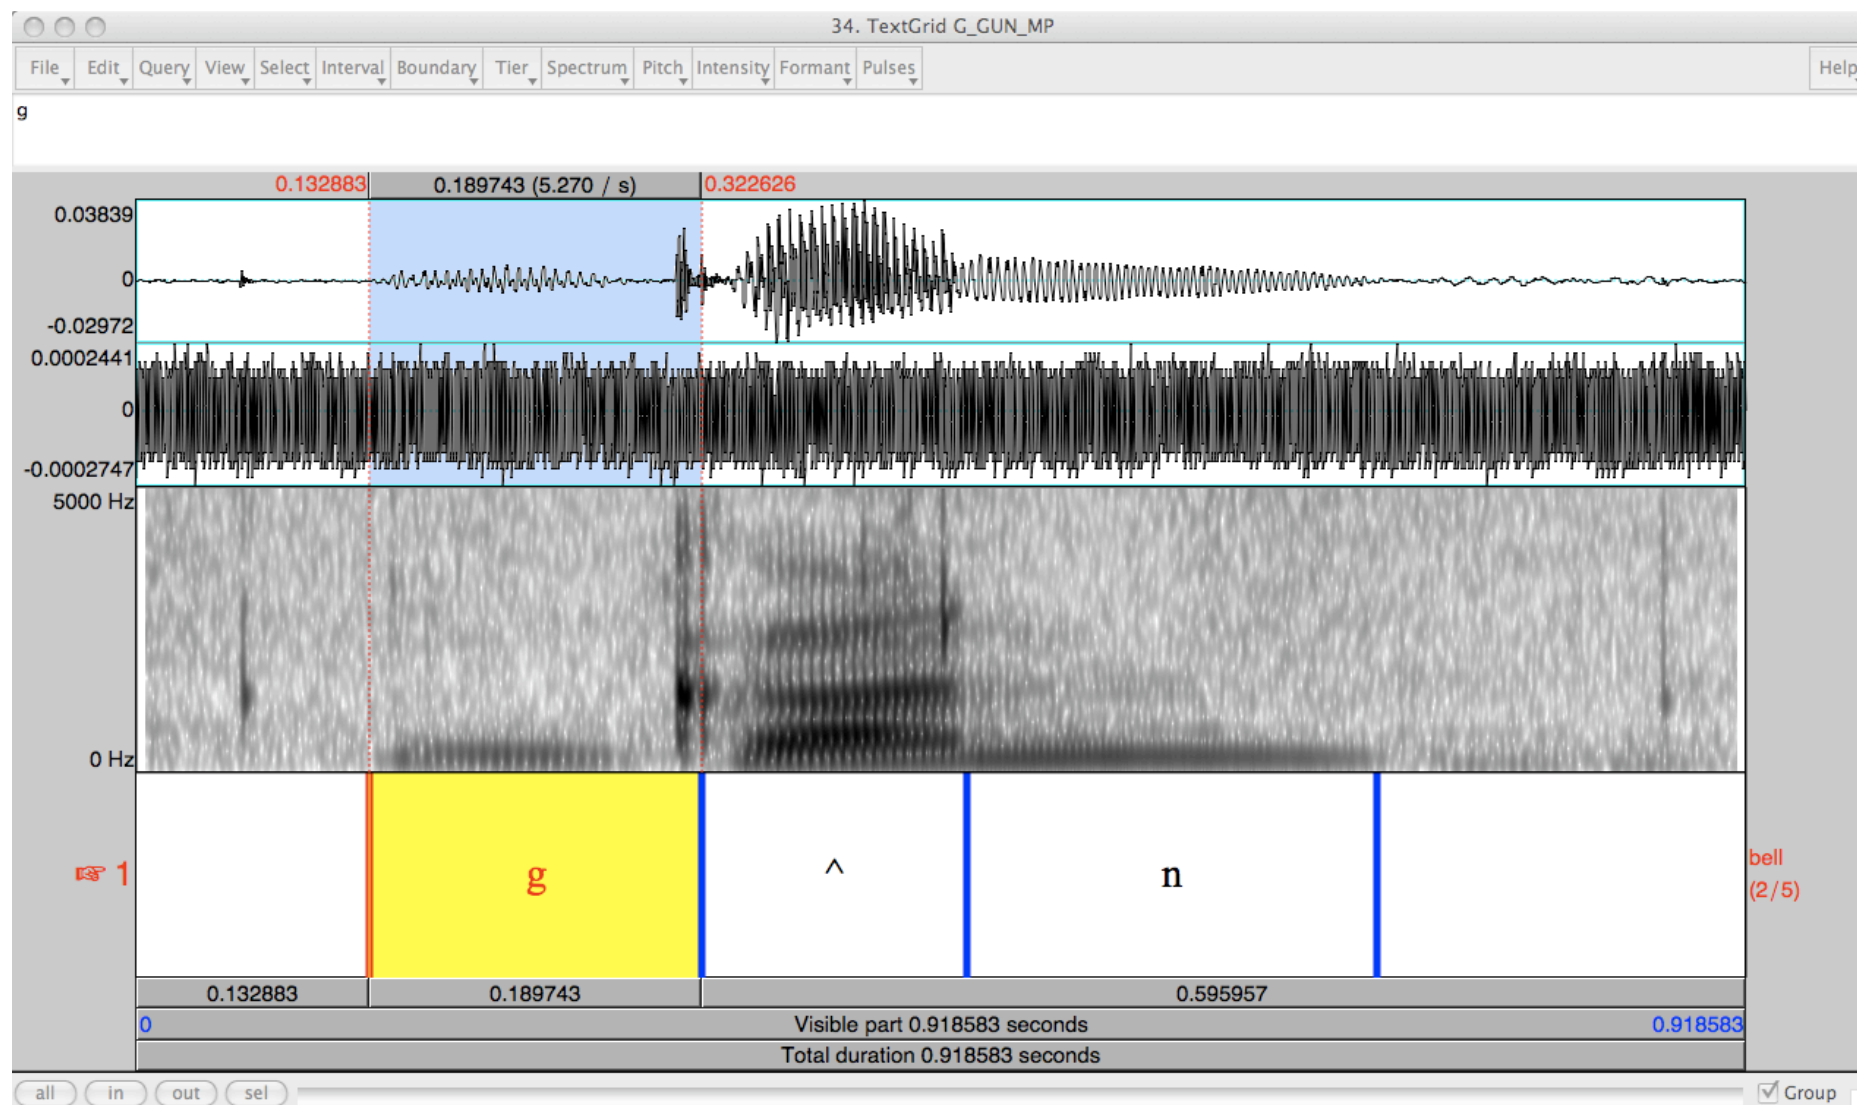 34. TextGrid G_GUN_MP
File Edit Query View Select Interval Boundary Tier Spectrum Pitch Intensity Formant Pulses Help
g
0.132883 0.189743 (5.270 / s) 0.322626
0.03839
0
-0.02972
0.0002441
0
-0.0002747
5000 Hz
0 Hz
☞ 1 g ^ n bell
(2/5)
0.132883 0.189743 0.595957
0 Visible part 0.918583 seconds 0.918583
Total duration 0.918583 seconds
all in out sel Group